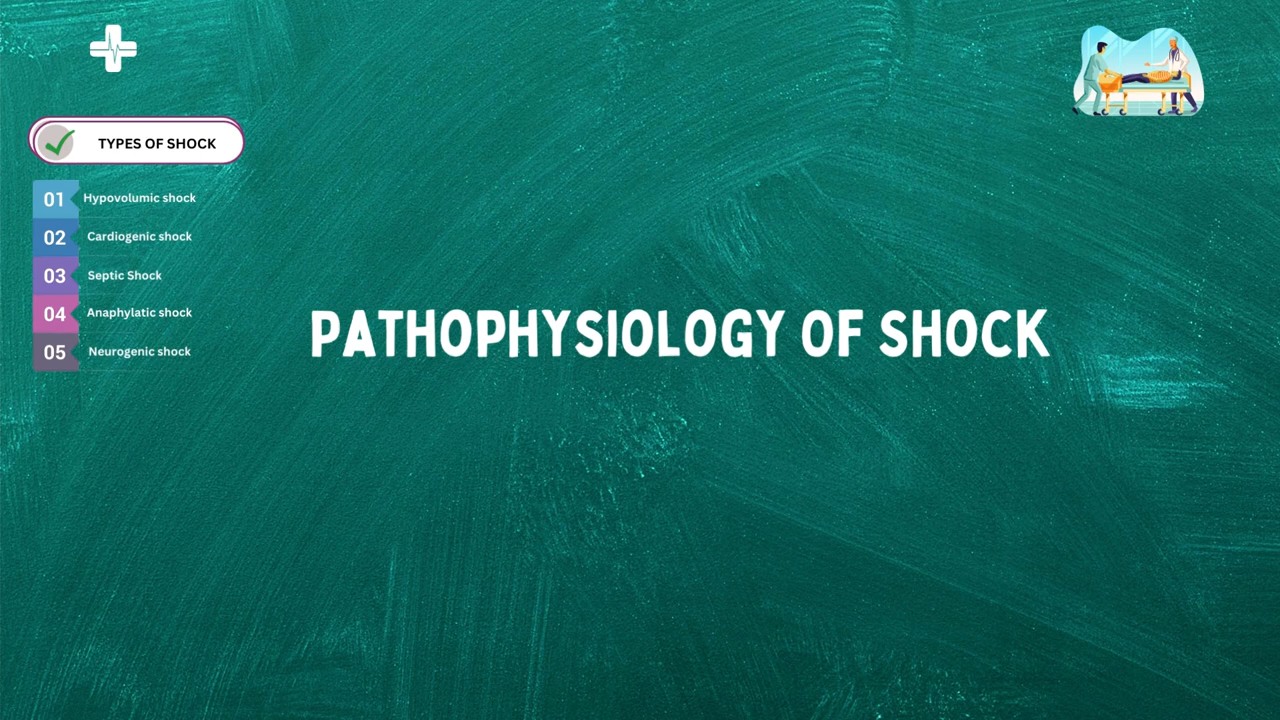 TYPES OF SHOCK
01 Hypovolumic shock
02 Cardiogenic shock
03 Septic Shock
04 Anaphylatic shock
05 Neurogenic shock
PATHOPHYSIOLOGY OF SHOCK